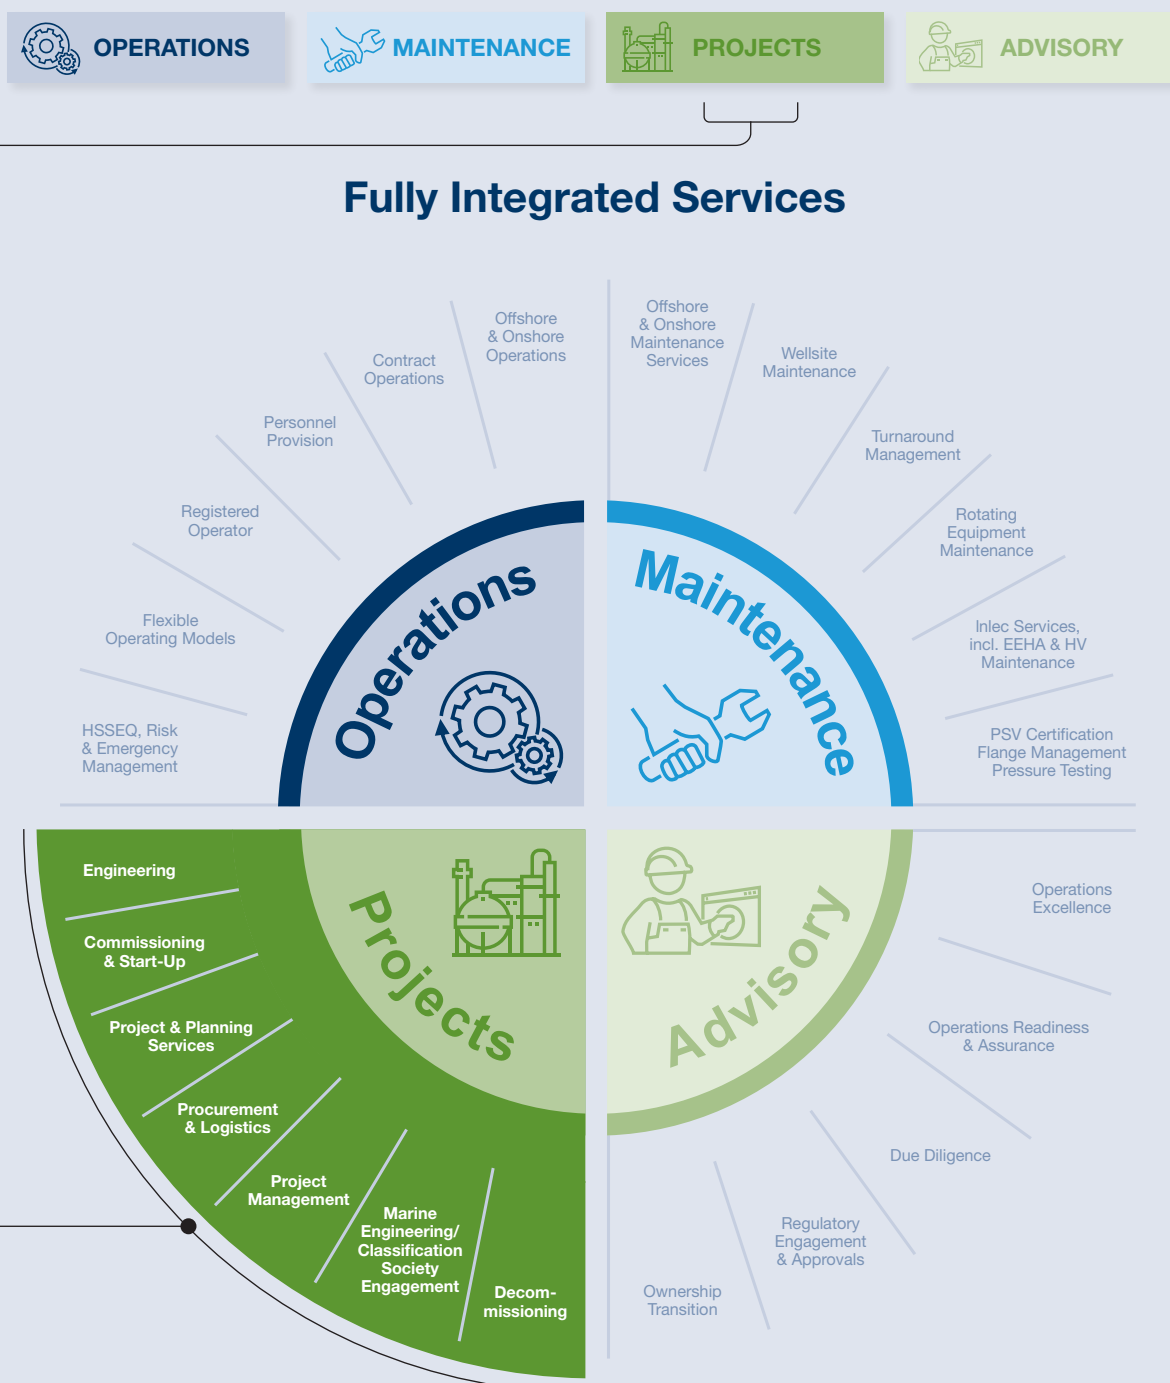 OPERATIONS
MAINTENANCE
PROJECTS
ADVISORY
Fully Integrated Services
Offshore
& Onshore
Operations
Contract
Operations
Personnel
Provision
Registered
Operator
Flexible
Operating Models
HSSEQ, Risk
& Emergency
Management
Operations
Offshore
& Onshore
Maintenance
Services
Wellsite
Maintenance
Turnaround
Management
Rotating
Equipment
Maintenance
Inlec Services,
incl. EEHA & HV
Maintenance
PSV Certification
Flange Management
Pressure Testing
Maintenance
Engineering
Commissioning
& Start-Up
Project & Planning
Services
Procurement
& Logistics
Project
Management
Marine
Engineering/
Classification
Society
Engagement
Decom-
missioning
Projects
Advisory
Operations
Excellence
Operations Readiness
& Assurance
Due Diligence
Regulatory
Engagement
& Approvals
Ownership
Transition